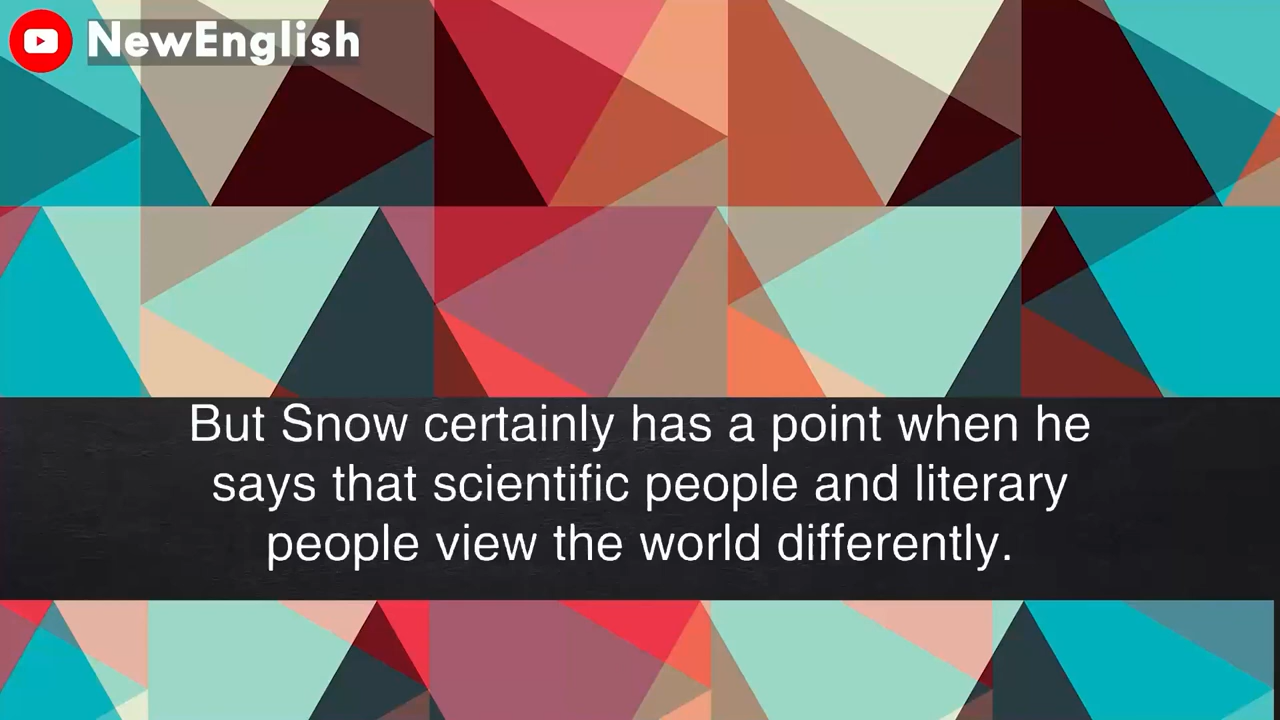 NewEnglish
But Snow certainly has a point when he
says that scientific people and literary
people view the world differently.